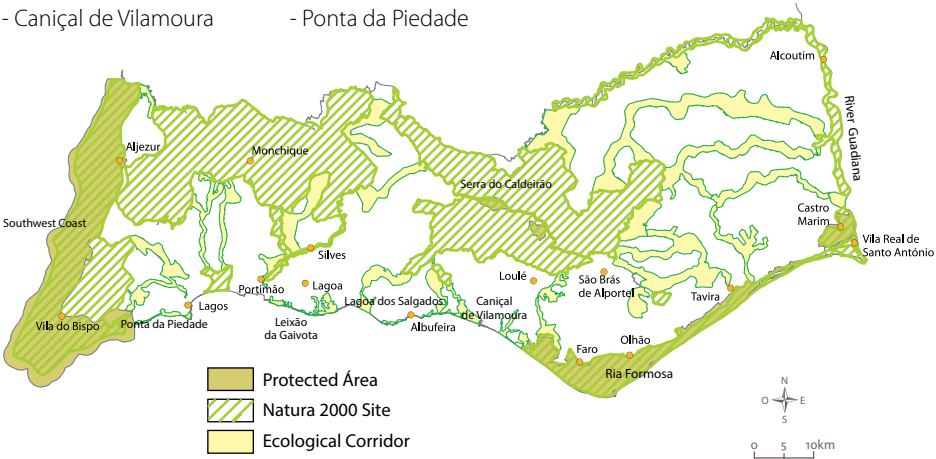 - Caniçal de Vilamoura
- Ponta da Piedade
Alcoutim
River Guadiana
Aljezur
Monchique
Serra do Caldeirão
Southwest Coast
Castro
Marim
Vila Real de
Santo António
Silves
Loulé
São Brás
de Alportel
Portimão
Lagoa
Tavira
Lagos
Lagoa dos Salgados
Caniçal
de Vilamoura
Vila do Bispo
Ponta da Piedade
Leixão
da Gaivota
Albufeira
Faro
Olhão
Ria Formosa
Protected Área
Natura 2000 Site
Ecological Corridor
N
O
E
S
0 5 10km